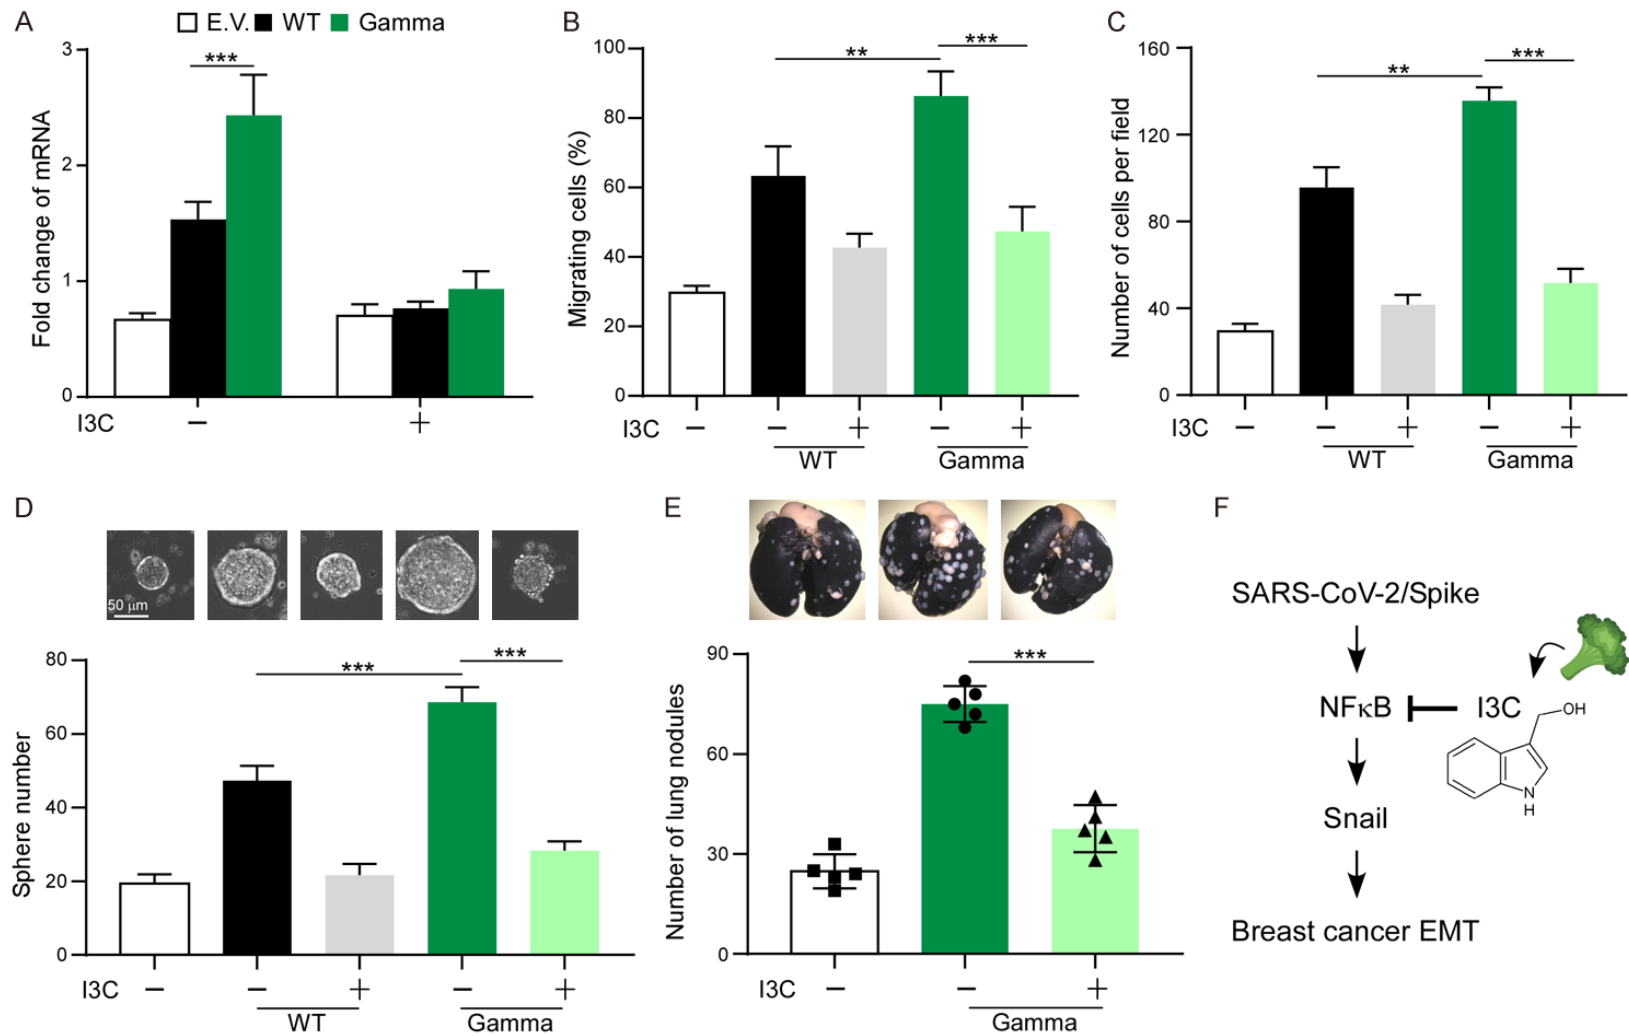 A
E.V. WT Gamma
Fold change of mRNA
3
2
1
0
***
I3C − +
B
Migrating cells (%)
100
80
60
40
20
0
** ***
I3C − − + − +
WT Gamma
C
Number of cells per field
160
120
80
40
0
** ***
I3C − − + − +
WT Gamma
D
50 μm
Sphere number
80
60
40
20
0
*** ***
I3C − − + − +
WT Gamma
E
Number of lung nodules
90
60
30
0
***
I3C − − +
Gamma
F
SARS-CoV-2/Spike
NFκB
I3C
OH
N
H
Snail
Breast cancer EMT